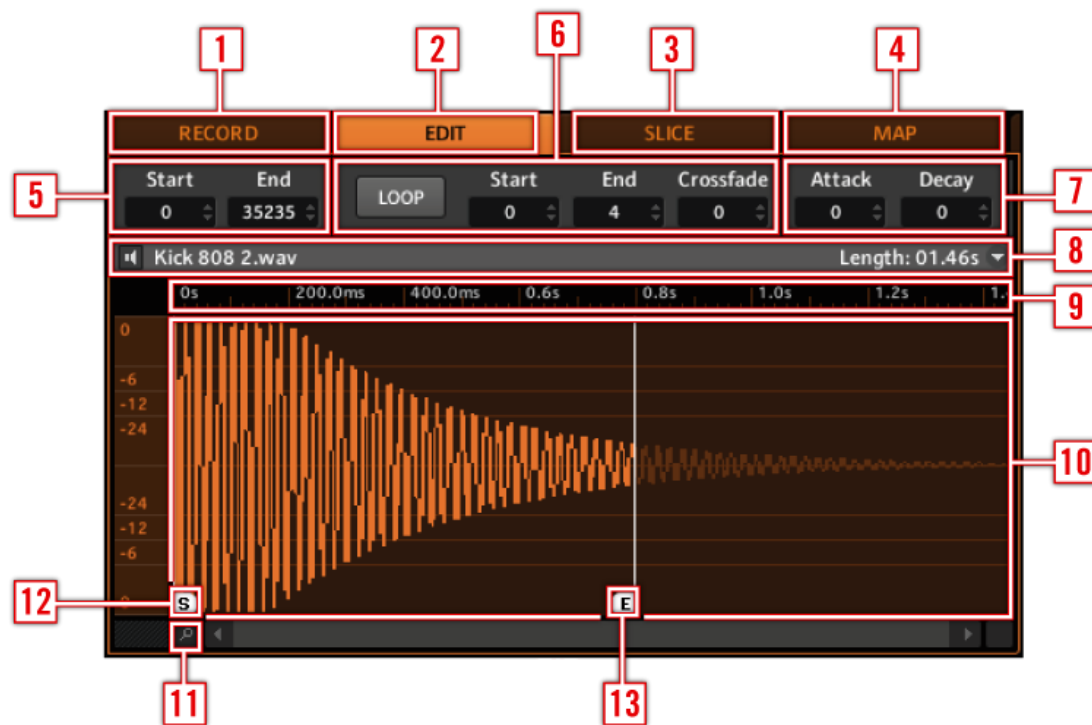 6
1 2 3 4
RECORD EDIT SLICE MAP
5 Start End LOOP Start End Crossfade Attack Decay 7
0 35235 0 4 0 0 0
Kick 808 2.wav Length: 01.46s 8
0s 200.0ms 400.0ms 0.6s 0.8s 1.0s 1.2s 9
0
-6
-12
-24
10
-24
-12
-6
12 S E
11 13